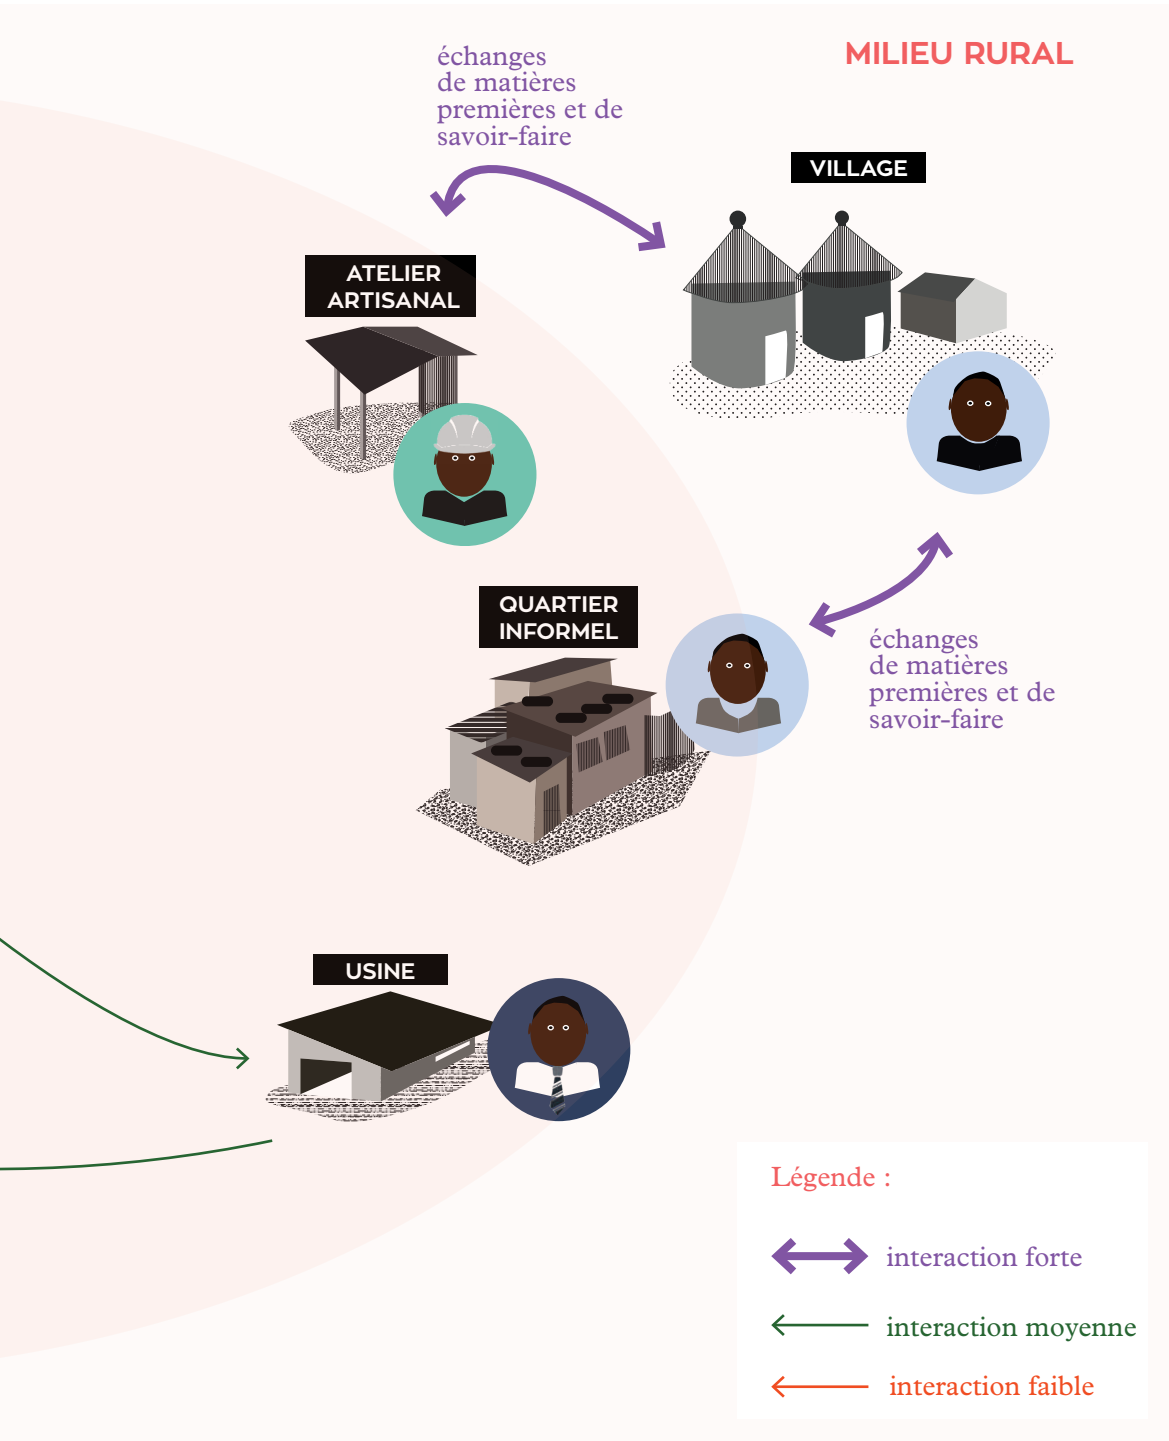 MILIEU RURAL
échanges
de matières
premières et de
savoir-faire
VILLAGE
ATELIER
ARTISANAL
QUARTIER
INFORMEL
échanges
de matières
premières et de
savoir-faire
USINE
Légende :
interaction forte
interaction moyenne
interaction faible